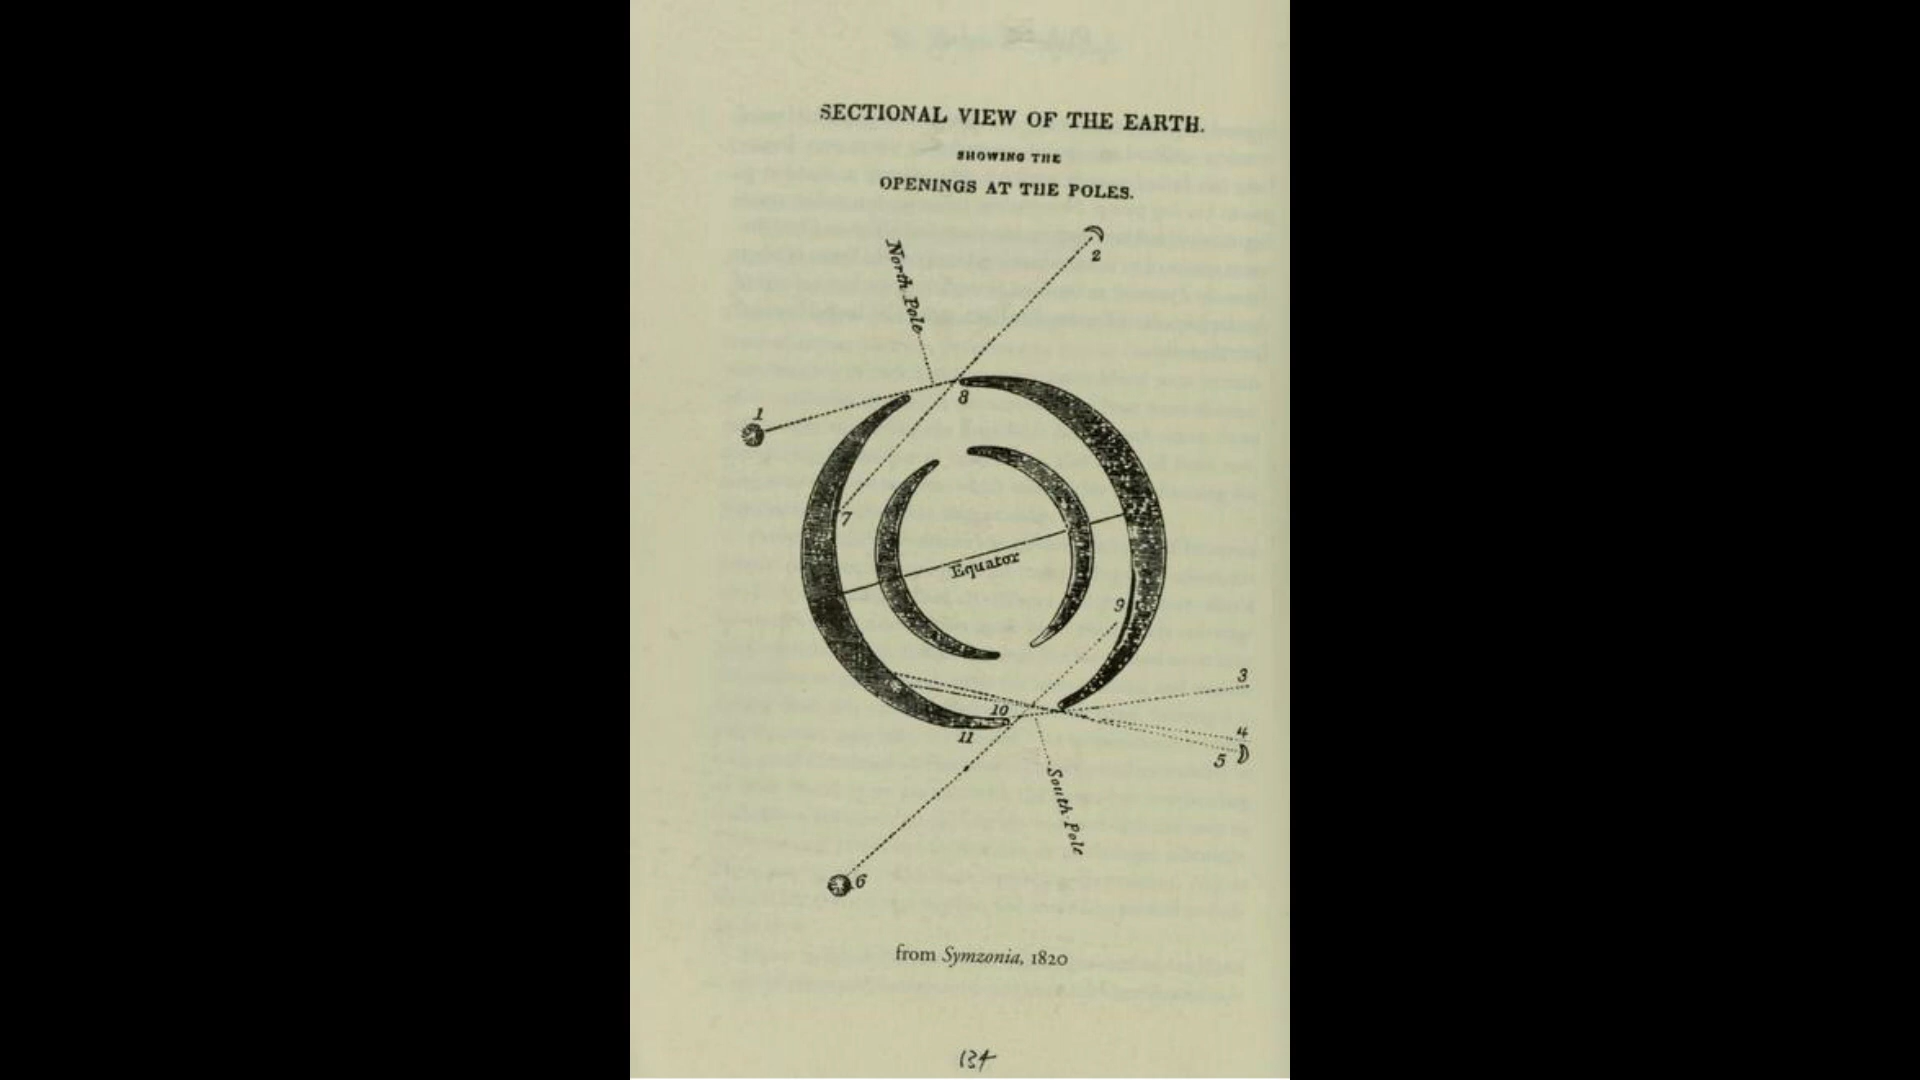 SECTIONAL VIEW OF THE EARTH.
SHOWING THE
OPENINGS AT THE POLES.
North Pole
2
1
8
7
Equator
9
3
10
4
11
5
South Pole
6
from Symzonia, 1820
134